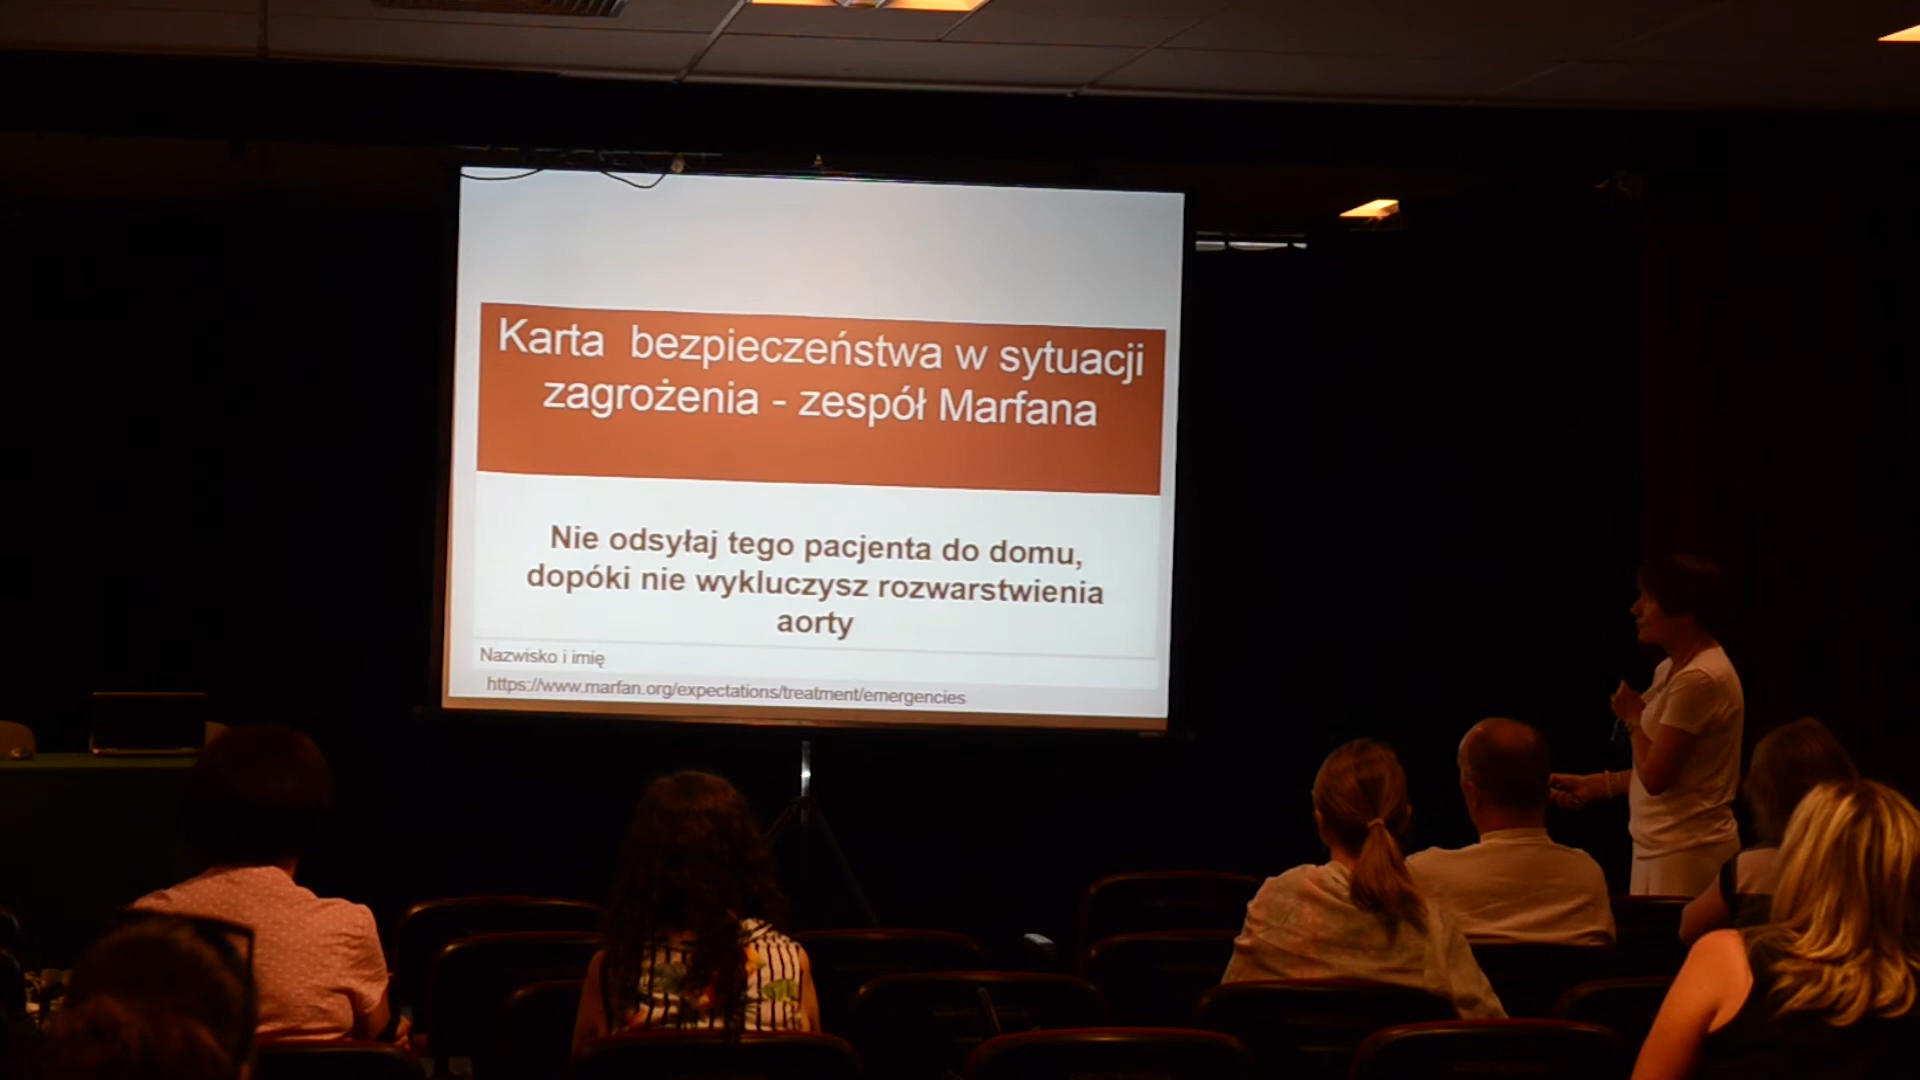 Karta bezpieczeństwa w sytuacji
zagrożenia - zespół Marfana
Nie odsyłaj tego pacjenta do domu,
dopóki nie wykluczysz rozwarstwienia
aorty
Nazwisko i imię
https://www.marfan.org/expectations/treatment/emergencies